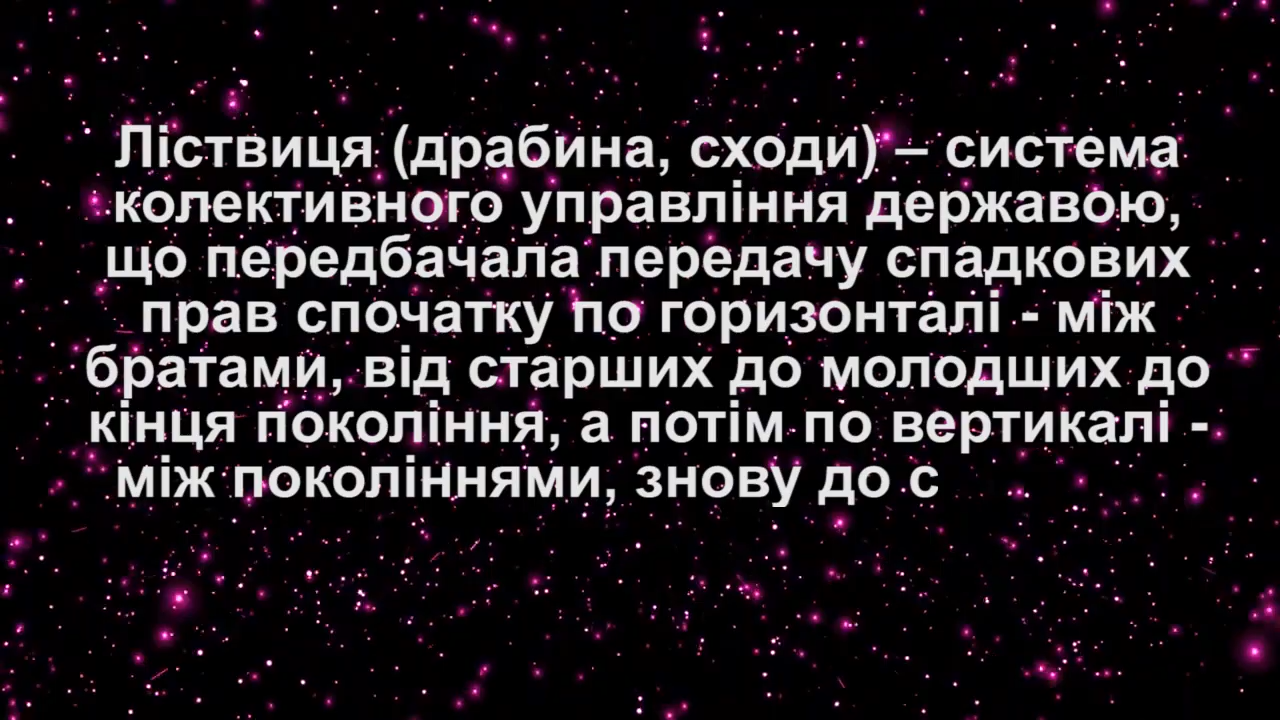 Ліствиця (драбина, сходи) – система
колективного управління державою,
що передбачала передачу спадкових
прав спочатку по горизонталі - між
братами, від старших до молодших до
кінця покоління, а потім по вертикалі -
між поколіннями, знову до с